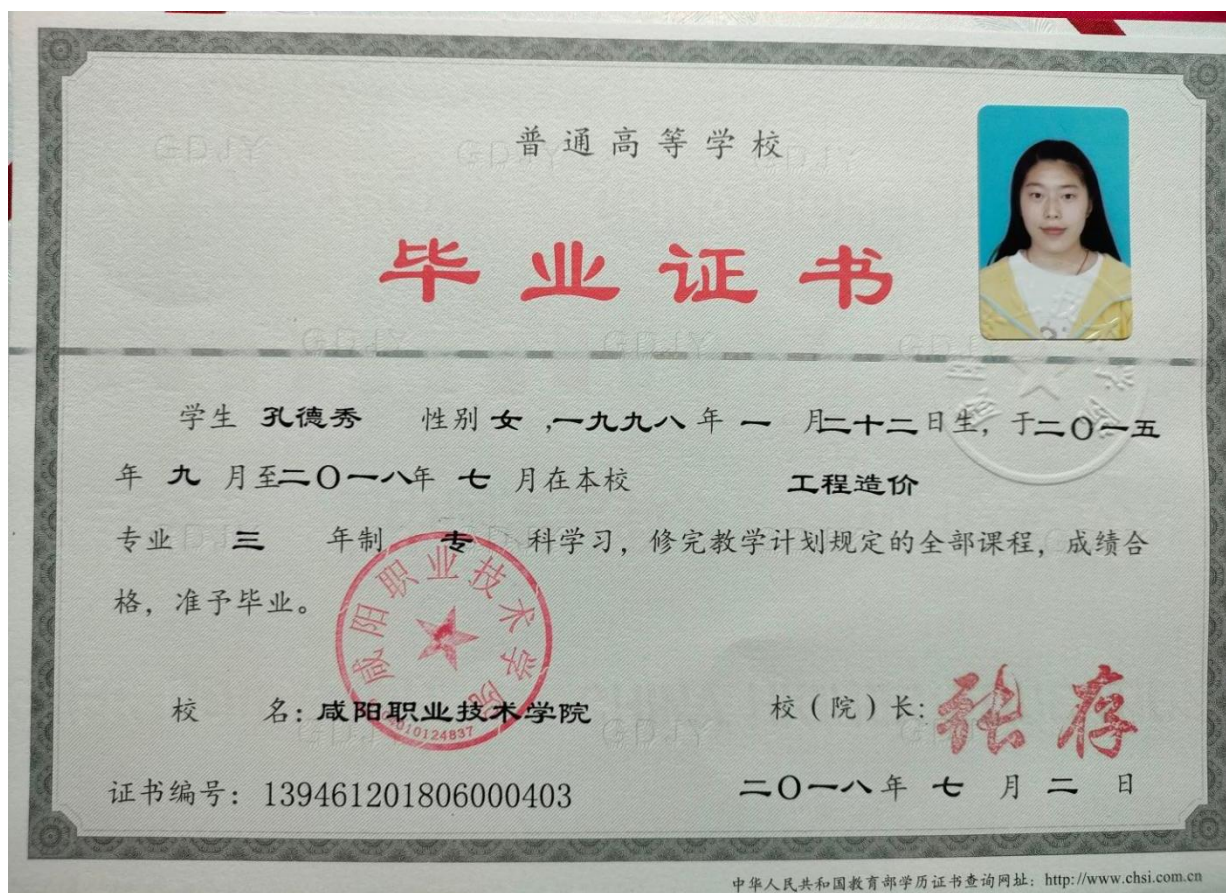 普通高等学校
毕业证书
学生 孔德秀 性别 女 ,一九九八 年 一 月二十二日生, 于二〇一五
年 九 月至二〇一八年 七 月在本校 工程造价
专业 三 年制 专 科学习, 修完教学计划规定的全部课程, 成绩合
格, 准予毕业。
咸阳职业技术学院
校 名: 咸阳职业技术学院 校(院)长: 张存
证书编号: 139461201806000403 二〇一八年 七 月 二 日
中华人民共和国教育部学历证书查询网址: http://www.chsi.com.cn
GDJY